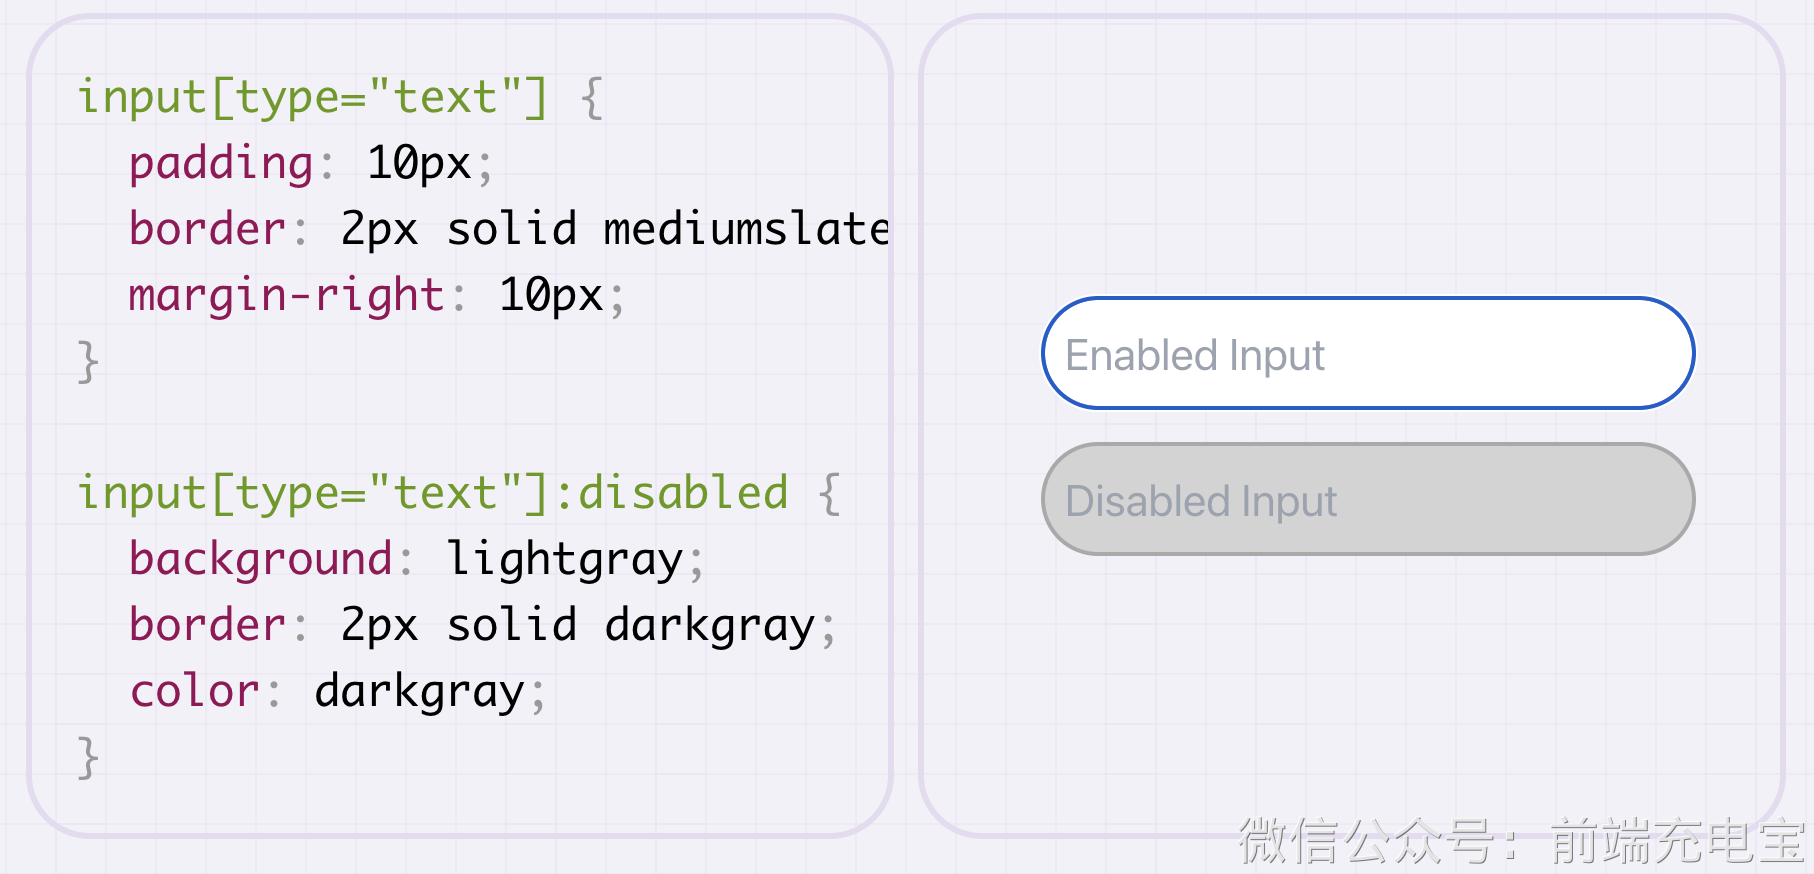 input[type="text"] {
  padding: 10px;
  border: 2px solid mediumslate
  margin-right: 10px;
}
input[type="text"]:disabled {
  background: lightgray;
  border: 2px solid darkgray;
  color: darkgray;
}
Enabled Input
Disabled Input
微信公众号：前端充电宝